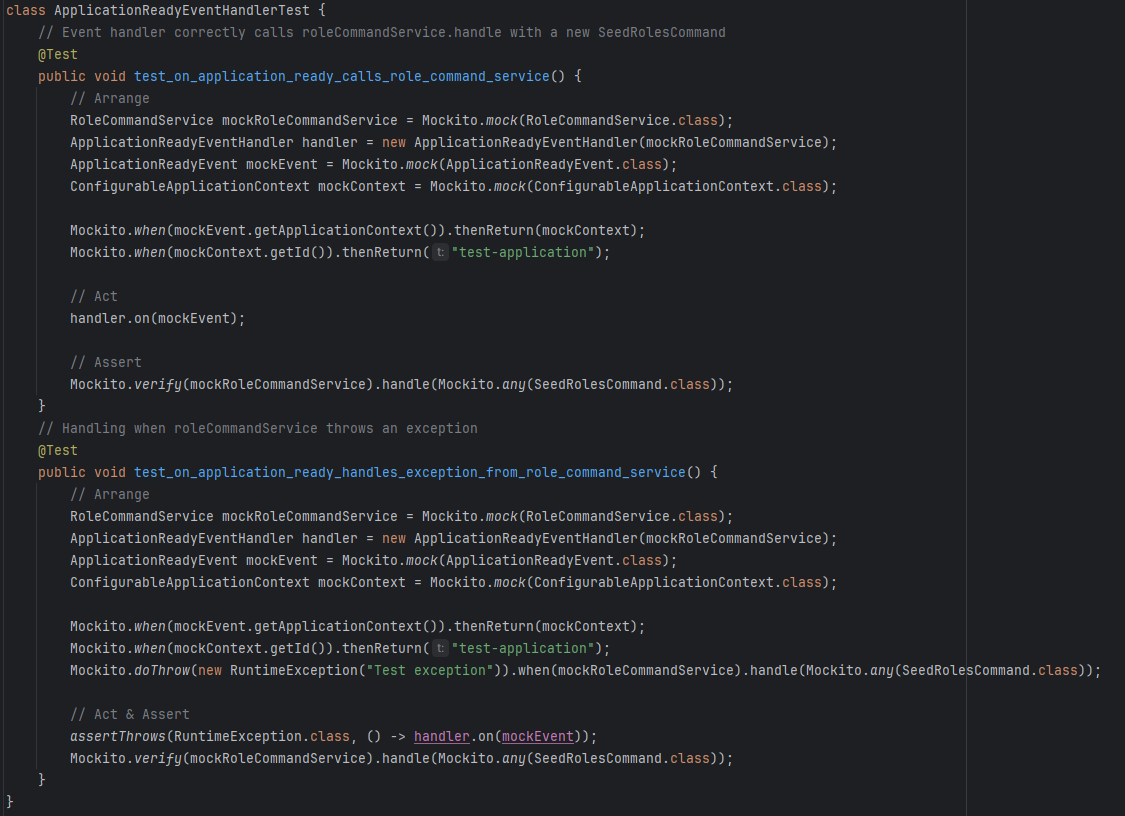 class ApplicationReadyEventHandlerTest {
    // Event handler correctly calls roleCommandService.handle with a new SeedRolesCommand
    @Test
    public void test_on_application_ready_calls_role_command_service() {
        // Arrange
        RoleCommandService mockRoleCommandService = Mockito.mock(RoleCommandService.class);
        ApplicationReadyEventHandler handler = new ApplicationReadyEventHandler(mockRoleCommandService);
        ApplicationReadyEvent mockEvent = Mockito.mock(ApplicationReadyEvent.class);
        ConfigurableApplicationContext mockContext = Mockito.mock(ConfigurableApplicationContext.class);

        Mockito.when(mockEvent.getApplicationContext()).thenReturn(mockContext);
        Mockito.when(mockContext.getId()).thenReturn( t: "test-application");

        // Act
        handler.on(mockEvent);

        // Assert
        Mockito.verify(mockRoleCommandService).handle(Mockito.any(SeedRolesCommand.class));
    }
    // Handling when roleCommandService throws an exception
    @Test
    public void test_on_application_ready_handles_exception_from_role_command_service() {
        // Arrange
        RoleCommandService mockRoleCommandService = Mockito.mock(RoleCommandService.class);
        ApplicationReadyEventHandler handler = new ApplicationReadyEventHandler(mockRoleCommandService);
        ApplicationReadyEvent mockEvent = Mockito.mock(ApplicationReadyEvent.class);
        ConfigurableApplicationContext mockContext = Mockito.mock(ConfigurableApplicationContext.class);

        Mockito.when(mockEvent.getApplicationContext()).thenReturn(mockContext);
        Mockito.when(mockContext.getId()).thenReturn( t: "test-application");
        Mockito.doThrow(new RuntimeException("Test exception")).when(mockRoleCommandService).handle(Mockito.any(SeedRolesCommand.class));

        // Act & Assert
        assertThrows(RuntimeException.class, () -> handler.on(mockEvent));
        Mockito.verify(mockRoleCommandService).handle(Mockito.any(SeedRolesCommand.class));
    }
}